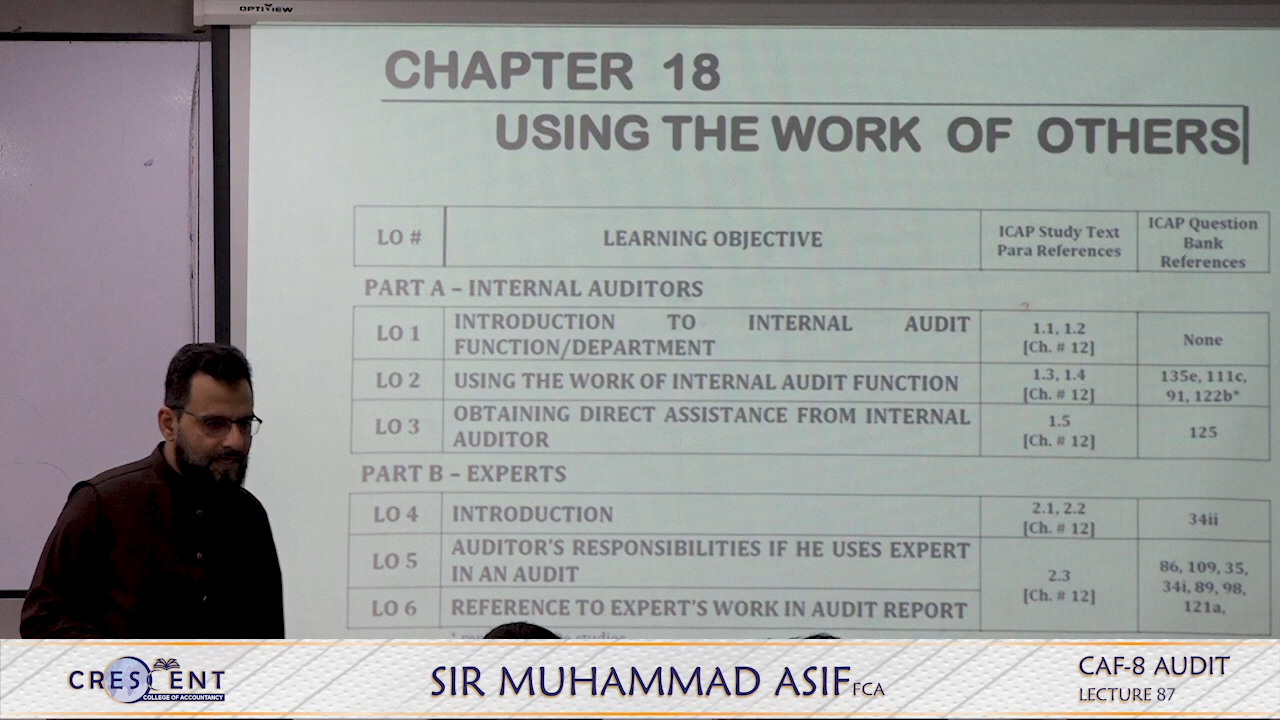 OPTIVIEW
CHAPTER 18
USING THE WORK OF OTHERS
LO #
LEARNING OBJECTIVE
ICAP Study Text
Para References
ICAP Question
Bank
References
PART A – INTERNAL AUDITORS
LO 1
INTRODUCTION TO INTERNAL AUDIT
FUNCTION/DEPARTMENT
1.1, 1.2
[Ch. # 12]
None
LO 2
USING THE WORK OF INTERNAL AUDIT FUNCTION
1.3, 1.4
[Ch. # 12]
135e, 111c,
91, 122b*
LO 3
OBTAINING DIRECT ASSISTANCE FROM INTERNAL
AUDITOR
1.5
[Ch. # 12]
125
PART B – EXPERTS
LO 4
INTRODUCTION
2.1, 2.2
[Ch. # 12]
34ii
LO 5
AUDITOR'S RESPONSIBILITIES IF HE USES EXPERT
IN AN AUDIT
2.3
[Ch. # 12]
86, 109, 35,
34i, 89, 98,
121a,
LO 6
REFERENCE TO EXPERT'S WORK IN AUDIT REPORT
CRESCENT
COLLEGE OF ACCOUNTANCY
SIR MUHAMMAD ASIF FCA
CAF-8 AUDIT
LECTURE 87